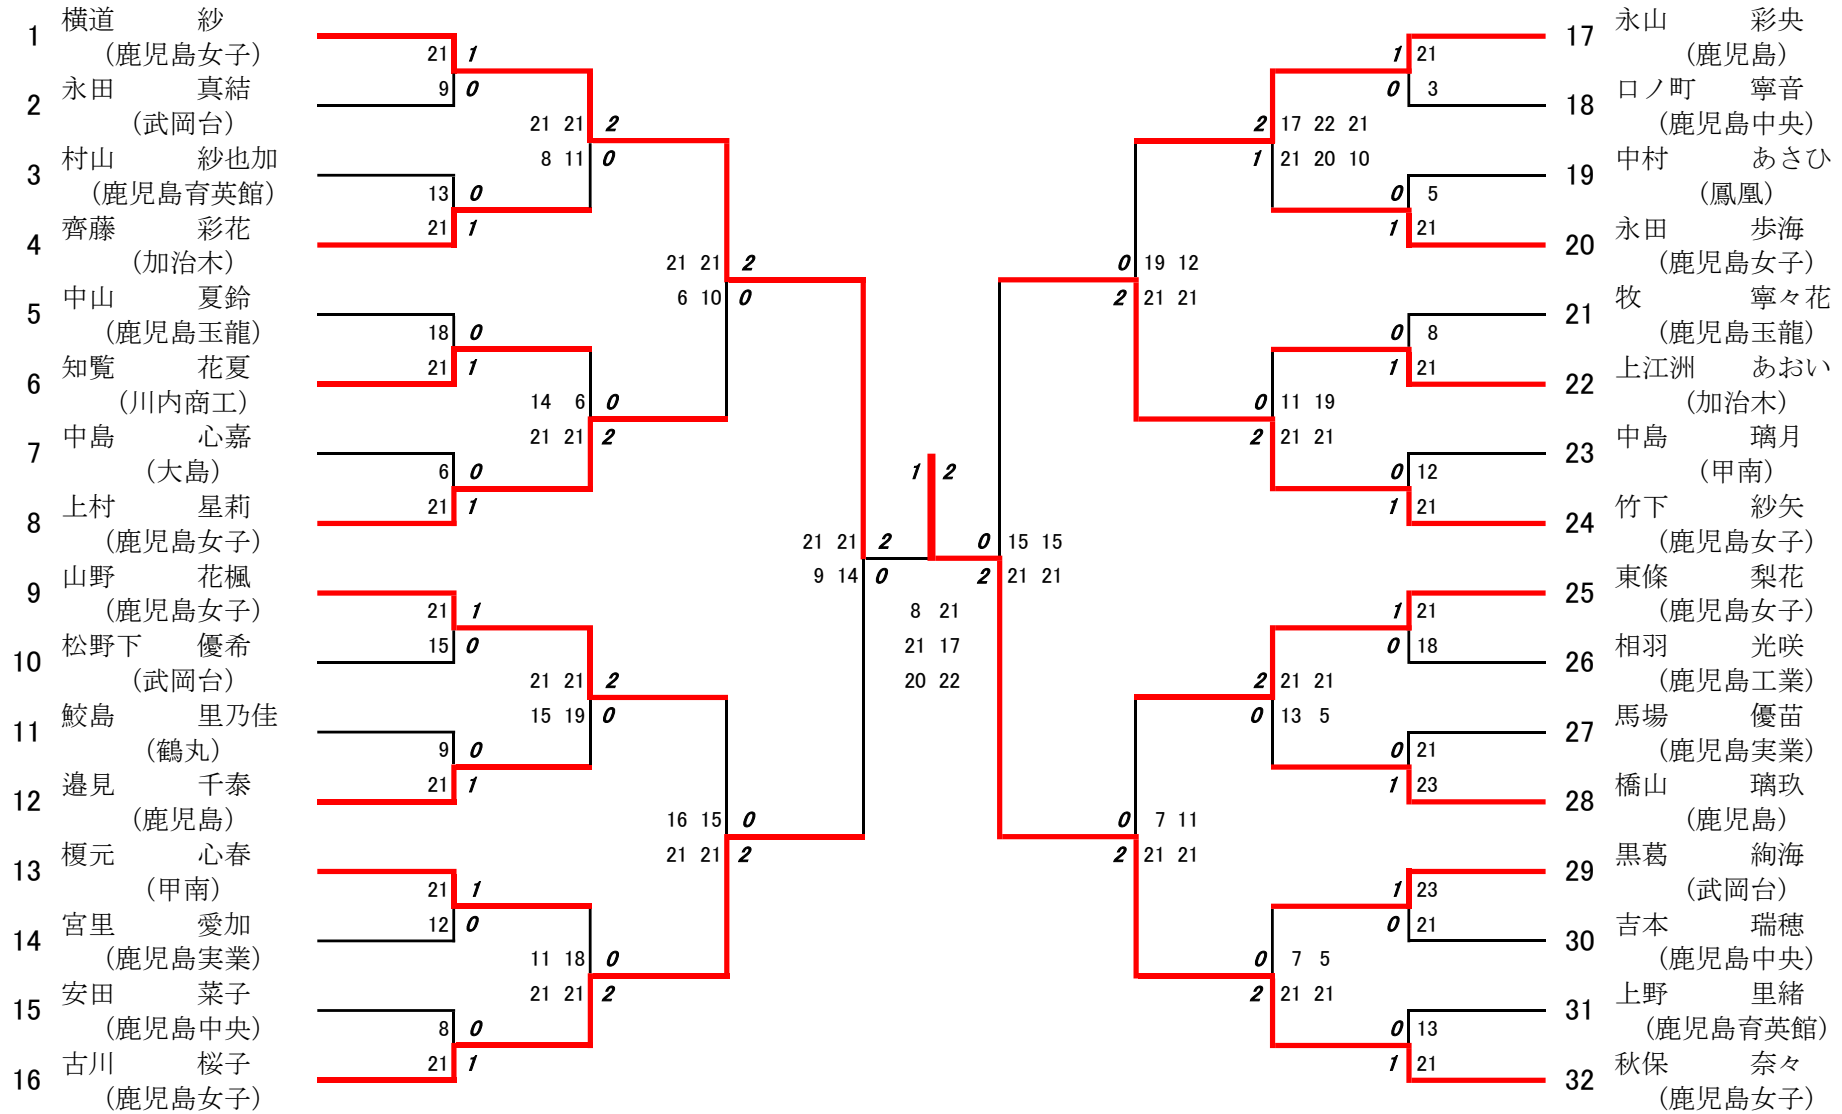 1 横道 紗
(鹿児島女子)
21 1
2 永田 真結
9 0
(武岡台)
21 21 2
8 11 0
3 村山 紗也加
(鹿児島育英館)
13 0
4 齊藤 彩花
21 1
(加治木)
21 21 2
6 10 0
5 中山 夏鈴
(鹿児島玉龍)
18 0
6 知覧 花夏
21 1
(川内商工)
14 6 0
21 21 2
7 中島 心嘉
(大島)
6 0
8 上村 星莉
21 1
(鹿児島女子)
21 21 2
9 14 0
9 山野 花楓
(鹿児島女子)
21 1
10 松野下 優希
15 0
(武岡台)
21 21 2
15 19 0
11 鮫島 里乃佳
(鶴丸)
9 0
12 邉見 千泰
21 1
(鹿児島)
16 15 0
21 21 2
13 榎元 心春
(甲南)
21 1
14 宮里 愛加
12 0
(鹿児島実業)
11 18 0
21 21 2
15 安田 菜子
(鹿児島中央)
8 0
16 古川 桜子
21 1
(鹿児島女子)
1 2
8 21
21 17
20 22
17 永山 彩央
(鹿児島)
1 21
18 口ノ町 寧音
0 3
(鹿児島中央)
2 17 22 21
1 21 20 10
19 中村 あさひ
(鳳凰)
0 5
20 永田 歩海
1 21
(鹿児島女子)
0 19 12
2 21 21
21 牧 寧々花
(鹿児島玉龍)
0 8
22 上江洲 あおい
1 21
(加治木)
0 11 19
2 21 21
23 中島 璃月
(甲南)
0 12
24 竹下 紗矢
1 21
(鹿児島女子)
0 15 15
2 21 21
25 東條 梨花
(鹿児島女子)
1 21
26 相羽 光咲
0 18
(鹿児島工業)
2 21 21
0 13 5
27 馬場 優苗
(鹿児島実業)
0 21
28 橋山 璃玖
1 23
(鹿児島)
0 7 11
2 21 21
29 黒葛 絢海
(武岡台)
1 23
30 吉本 瑞穂
0 21
(鹿児島中央)
0 7 5
2 21 21
31 上野 里緒
(鹿児島育英館)
0 13
32 秋保 奈々
1 21
(鹿児島女子)